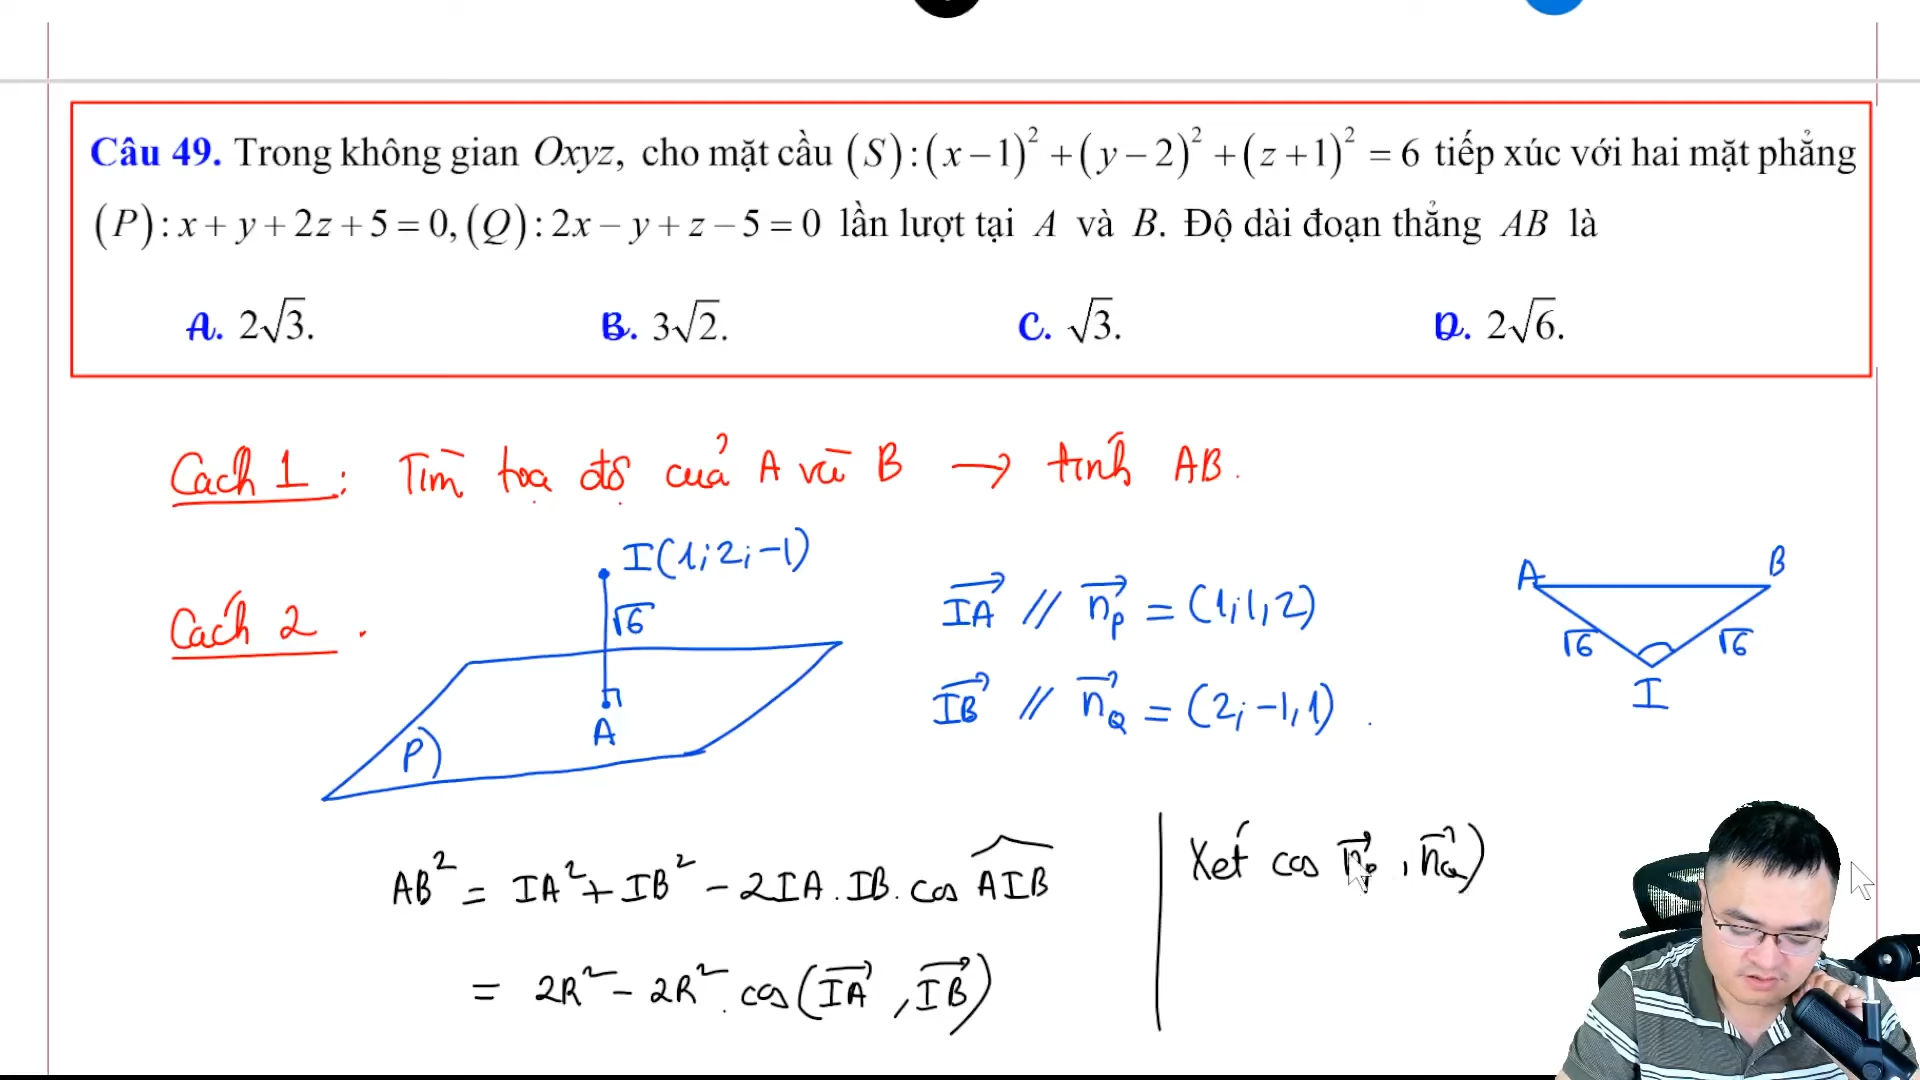 Câu 49. Trong không gian Oxyz, cho mặt cầu (S):(x−1)²+(y−2)²+(z+1)²=6 tiếp xúc với hai mặt phẳng
(P):x+y+2z+5=0,(Q):2x−y+z−5=0 lần lượt tại A và B. Độ dài đoạn thẳng AB là
A. 2√3. B. 3√2. C. √3. D. 2√6.
Cách 1: Tìm tọa độ của A và B → tính AB.
Cách 2.
I(1;2;-1)
√6
A
P)
IA⃗ // n⃗P = (1;1;2)
IB⃗ // n⃗Q = (2;-1;1).
A B
√6 √6
I
AB² = IA² + IB² − 2IA.IB.cos AIB
= 2R² − 2R².cos(IA⃗, IB⃗)
Xét cos n⃗P, n⃗Q)